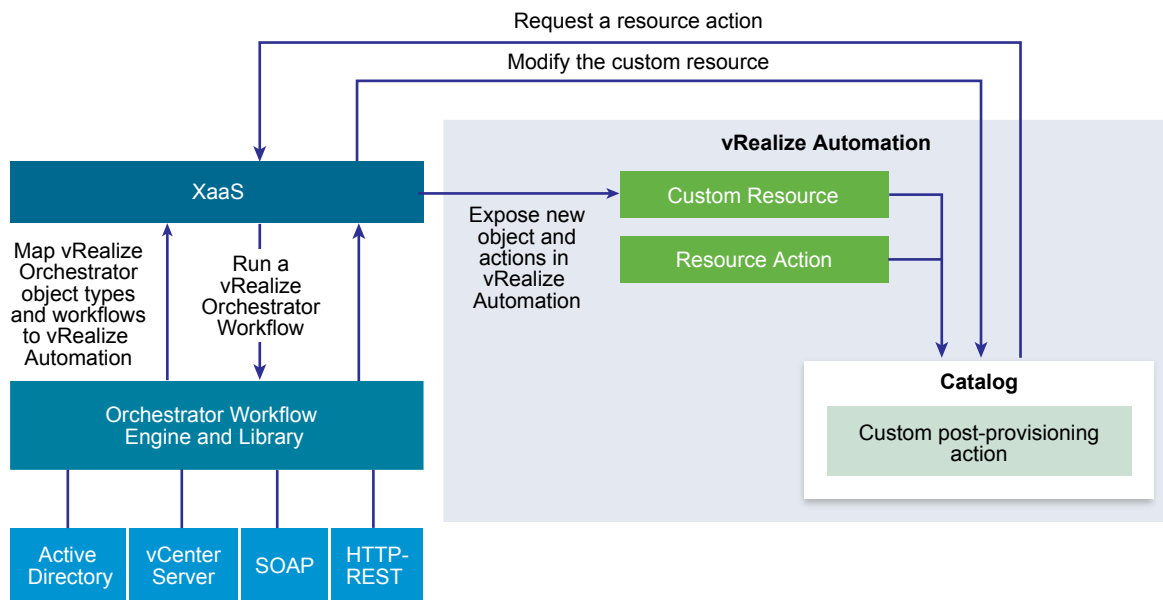 Request a resource action
Modify the custom resource
vRealize Automation
XaaS
Custom Resource
Expose new
object and
actions in
vRealize
Automation
Resource Action
Map vRealize
Orchestrator
object types
and workflows
to vRealize
Automation
Run a
vRealize
Orchestrator
Workflow
Catalog
Custom post-provisioning
action
Orchestrator Workflow
Engine and Library
Active
Directory
vCenter
Server
SOAP
HTTP-
REST